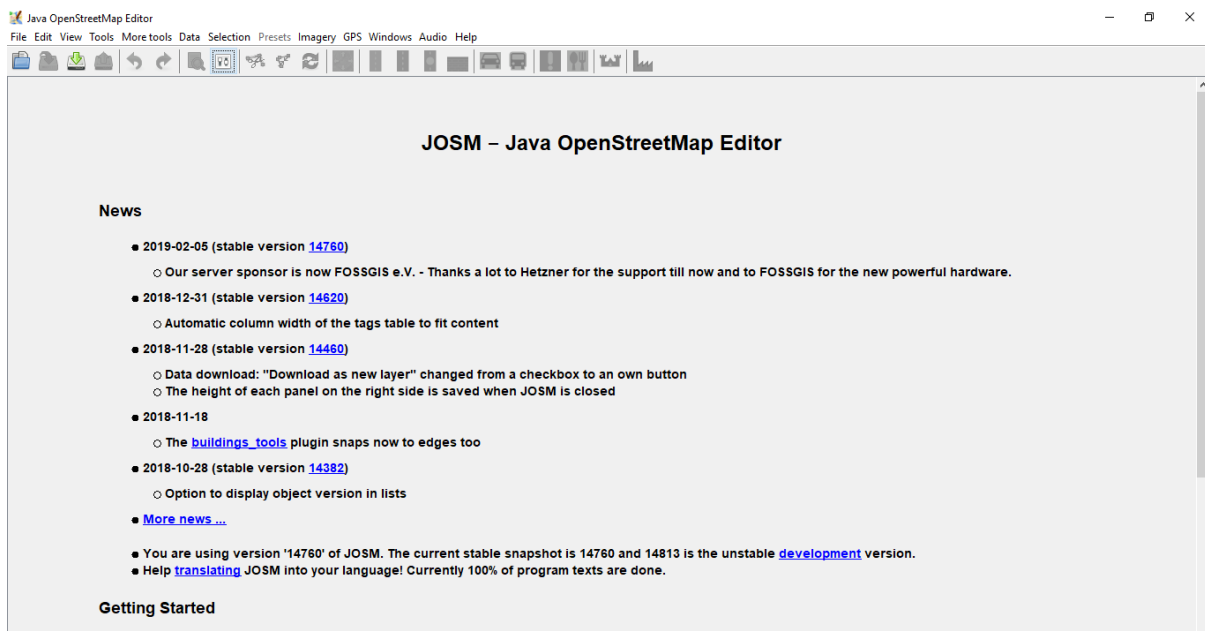 Java OpenStreetMap Editor
File Edit View Tools More tools Data Selection Presets Imagery GPS Windows Audio Help
JOSM – Java OpenStreetMap Editor
News
2019-02-05 (stable version 14760)
Our server sponsor is now FOSSGIS e.V. - Thanks a lot to Hetzner for the support till now and to FOSSGIS for the new powerful hardware.
2018-12-31 (stable version 14620)
Automatic column width of the tags table to fit content
2018-11-28 (stable version 14460)
Data download: "Download as new layer" changed from a checkbox to an own button
The height of each panel on the right side is saved when JOSM is closed
2018-11-18
The buildings_tools plugin snaps now to edges too
2018-10-28 (stable version 14382)
Option to display object version in lists
More news ...
You are using version '14760' of JOSM. The current stable snapshot is 14760 and 14813 is the unstable development version.
Help translating JOSM into your language! Currently 100% of program texts are done.
Getting Started